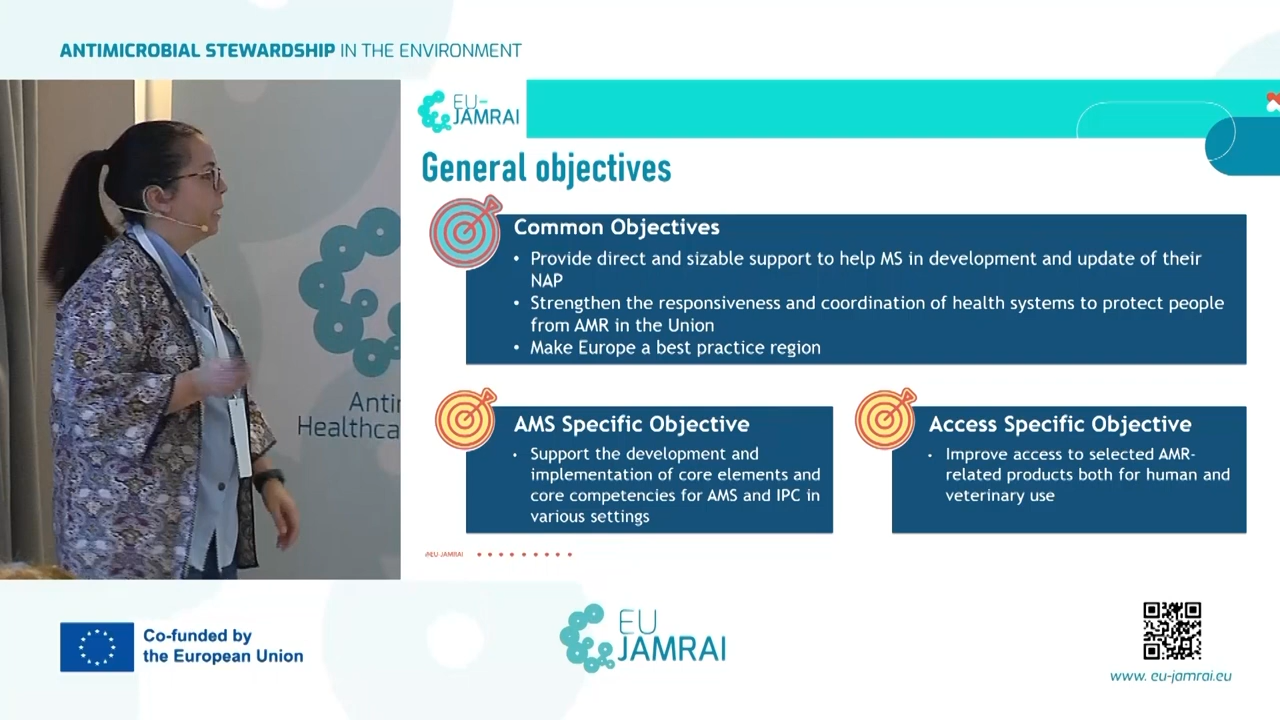 ANTIMICROBIAL STEWARDSHIP IN THE ENVIRONMENT
EU-
JAMRAI
General objectives
Common Objectives
• Provide direct and sizable support to help MS in development and update of their
NAP
• Strengthen the responsiveness and coordination of health systems to protect people
from AMR in the Union
• Make Europe a best practice region
AMS Specific Objective
• Support the development and
implementation of core elements and
core competencies for AMS and IPC in
various settings
Access Specific Objective
• Improve access to selected AMR-
related products both for human and
veterinary use
Anti
Healthca
#EU-JAMRAI
Co-funded by
the European Union
EU
JAMRAI
www. eu-jamrai.eu